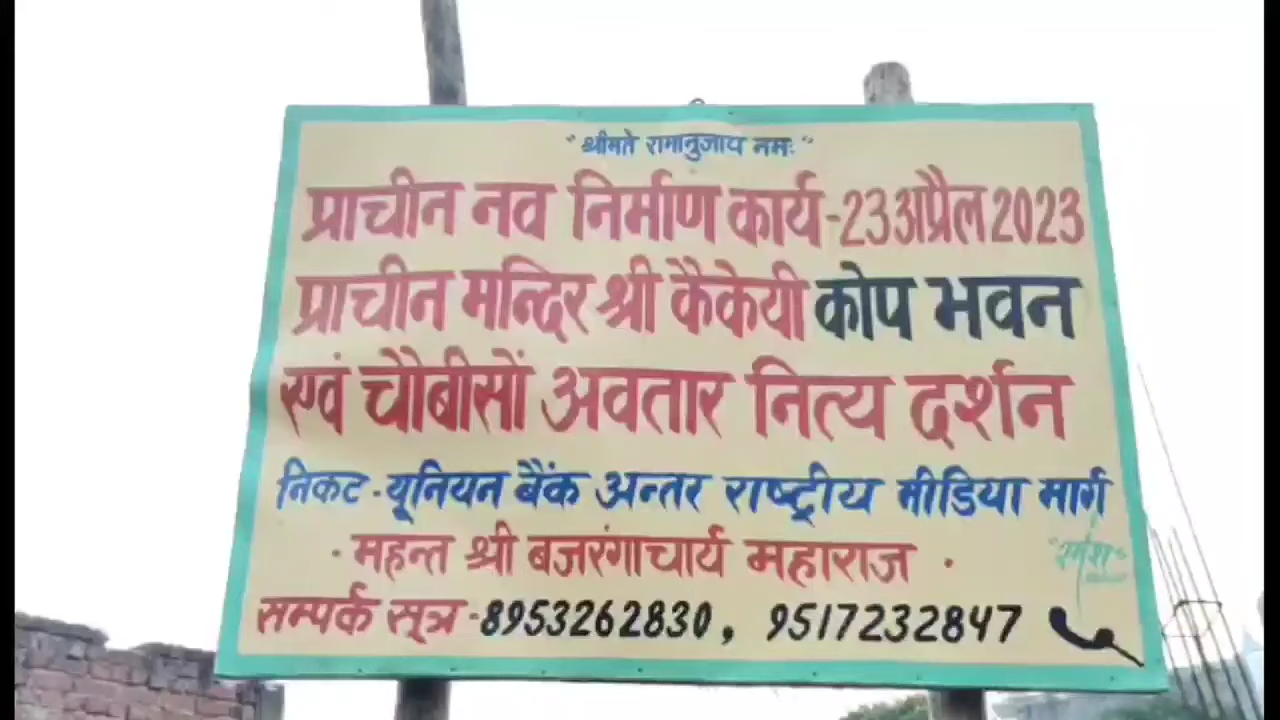 "श्रीमते रामानुजाय नमः"
प्राचीन नव निर्माण कार्य-23अप्रैल2023
प्राचीन मन्दिर श्री कैकेयी कोप भवन
एवं चौबीसों अवतार नित्य दर्शन
निकट-यूनियन बैंक अन्तर राष्ट्रीय मीडिया मार्ग
· महन्त श्री बजरंगाचार्य महाराज ·
सम्पर्क सूत्र-8953262830, 9517232847